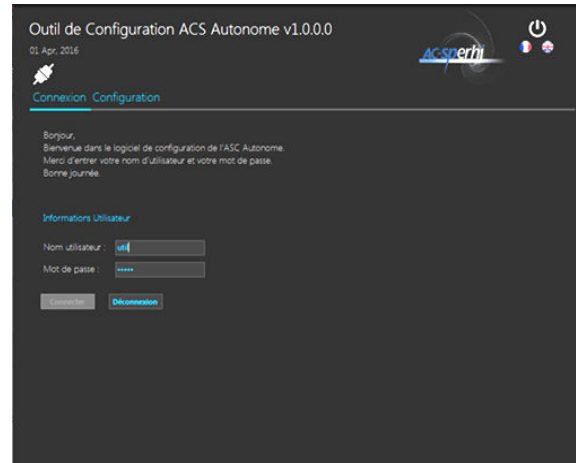 Outil de Configuration ACS Autonome v1.0.0.0
01 Apr, 2016
AC-sperhi
Connexion Configuration
Bonjour,
Bienvenue dans le logiciel de configuration de l'ASC Autonome.
Merci d'entrer votre nom d'utilisateur et votre mot de passe.
Bonne journée.
Informations Utilisateur
Nom utilisateur : util
Mot de passe : •••••
Connecter Déconnexion